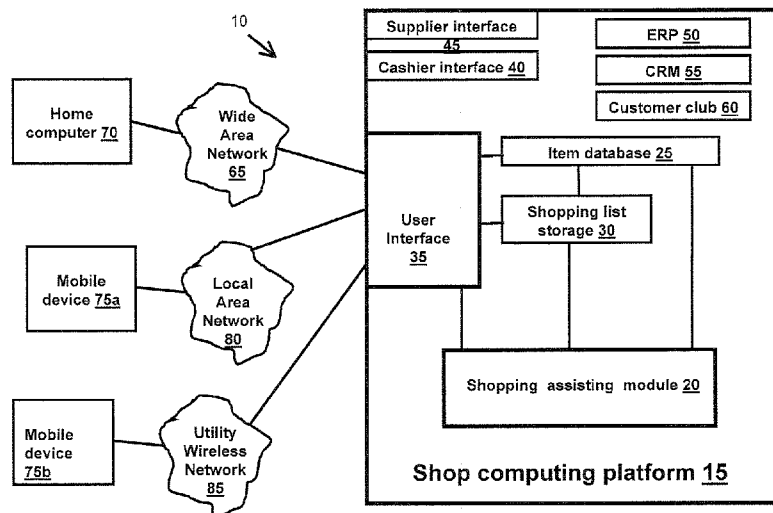 10
Supplier interface
45
Cashier interface 40
ERP 50
CRM 55
Customer club 60
Home
computer 70
Wide
Area
Network
65
Item database 25
User
Interface
35
Shopping list
storage 30
Mobile
device 75a
Local
Area
Network
80
Shopping assisting module 20
Mobile
device
75b
Utility
Wireless
Network
85
Shop computing platform 15